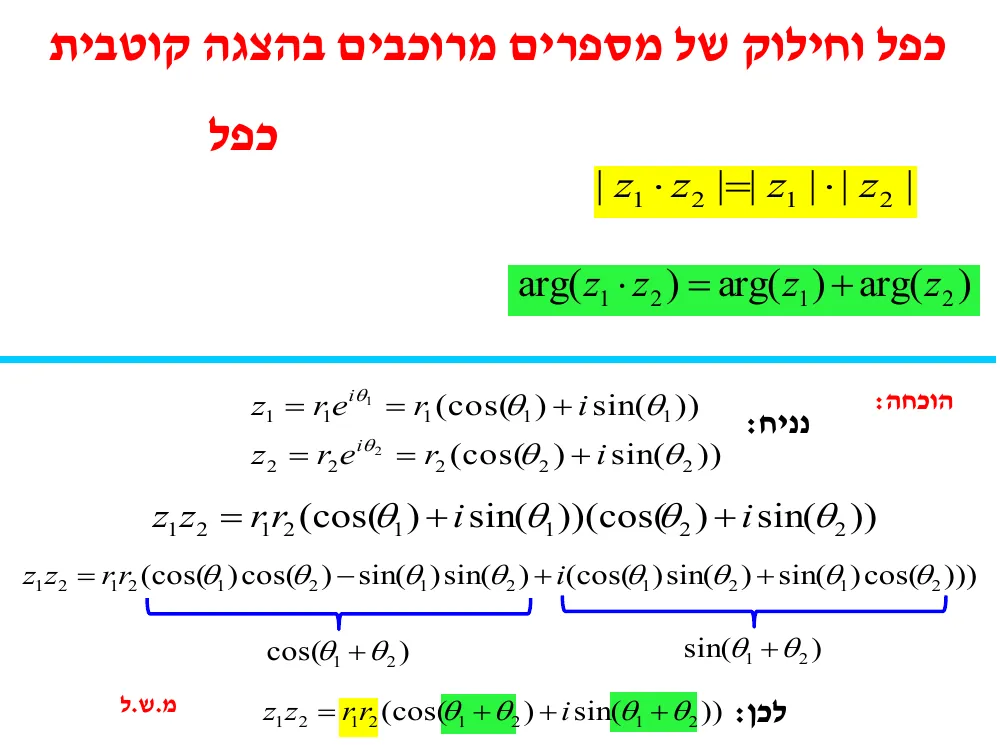 כפל וחילוק של מספרים מרוכבים בהצגה קוטבית
כפל
| z₁ · z₂ |=| z₁ | · | z₂ |
arg(z₁ · z₂) = arg(z₁) + arg(z₂)
הוכחה:
נניח:
z₁ = r₁e^{iθ₁} = r₁(cos(θ₁) + i sin(θ₁))
z₂ = r₂e^{iθ₂} = r₂(cos(θ₂) + i sin(θ₂))
z₁z₂ = r₁r₂(cos(θ₁) + i sin(θ₁))(cos(θ₂) + i sin(θ₂))
z₁z₂ = r₁r₂(cos(θ₁)cos(θ₂) − sin(θ₁)sin(θ₂) + i(cos(θ₁)sin(θ₂) + sin(θ₁)cos(θ₂)))
cos(θ₁ + θ₂)
sin(θ₁ + θ₂)
לכן: z₁z₂ = r₁r₂(cos(θ₁ + θ₂) + i sin(θ₁ + θ₂))
מ.ש.ל